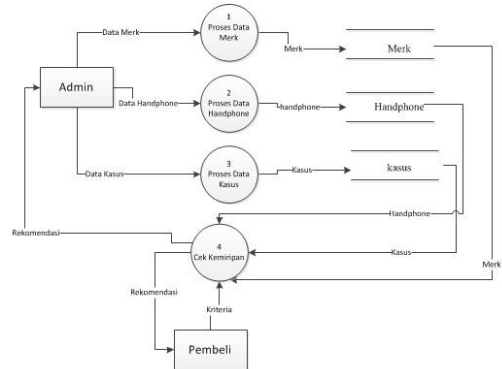 1
Proses Data
Merk
Data Merk
Merk
Merk
Admin
2
Proses Data
Handphone
Data Handphone
handphone
Handphone
3
Proses Data
Kasus
Data Kasus
Kasus
kasus
Handphone
Rekomendasi
4
Cek Kemiripan
Kasus
Merk
Rekomendasi
Kriteria
Pembeli